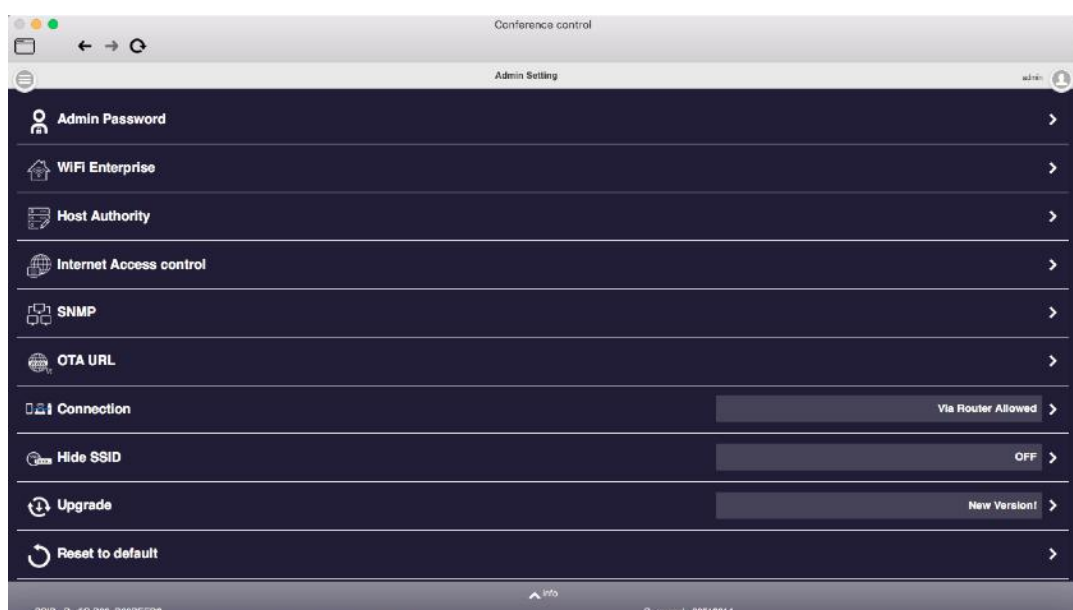 Conference control
Admin Setting
admin
Admin Password
WiFi Enterprise
Host Authority
Internet Access control
SNMP
OTA URL
Connection
Via Router Allowed
Hide SSID
OFF
Upgrade
New Version!
Reset to default
info